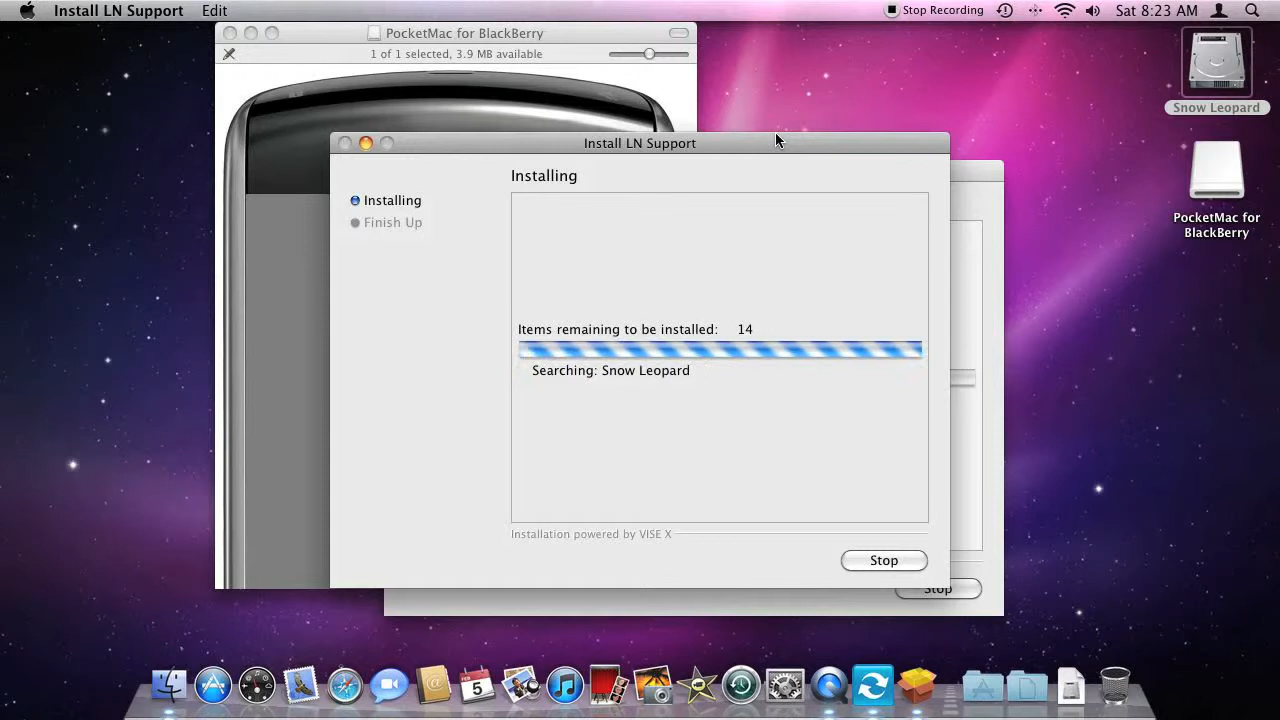 Install LN Support Edit
Stop Recording Sat 8:23 AM
PocketMac for BlackBerry
1 of 1 selected, 3.9 MB available
Snow Leopard
PocketMac for
BlackBerry
Install LN Support
Installing
Installing
Finish Up
Items remaining to be installed: 14
Searching: Snow Leopard
Installation powered by VISE X
Stop
Stop
FEB
5